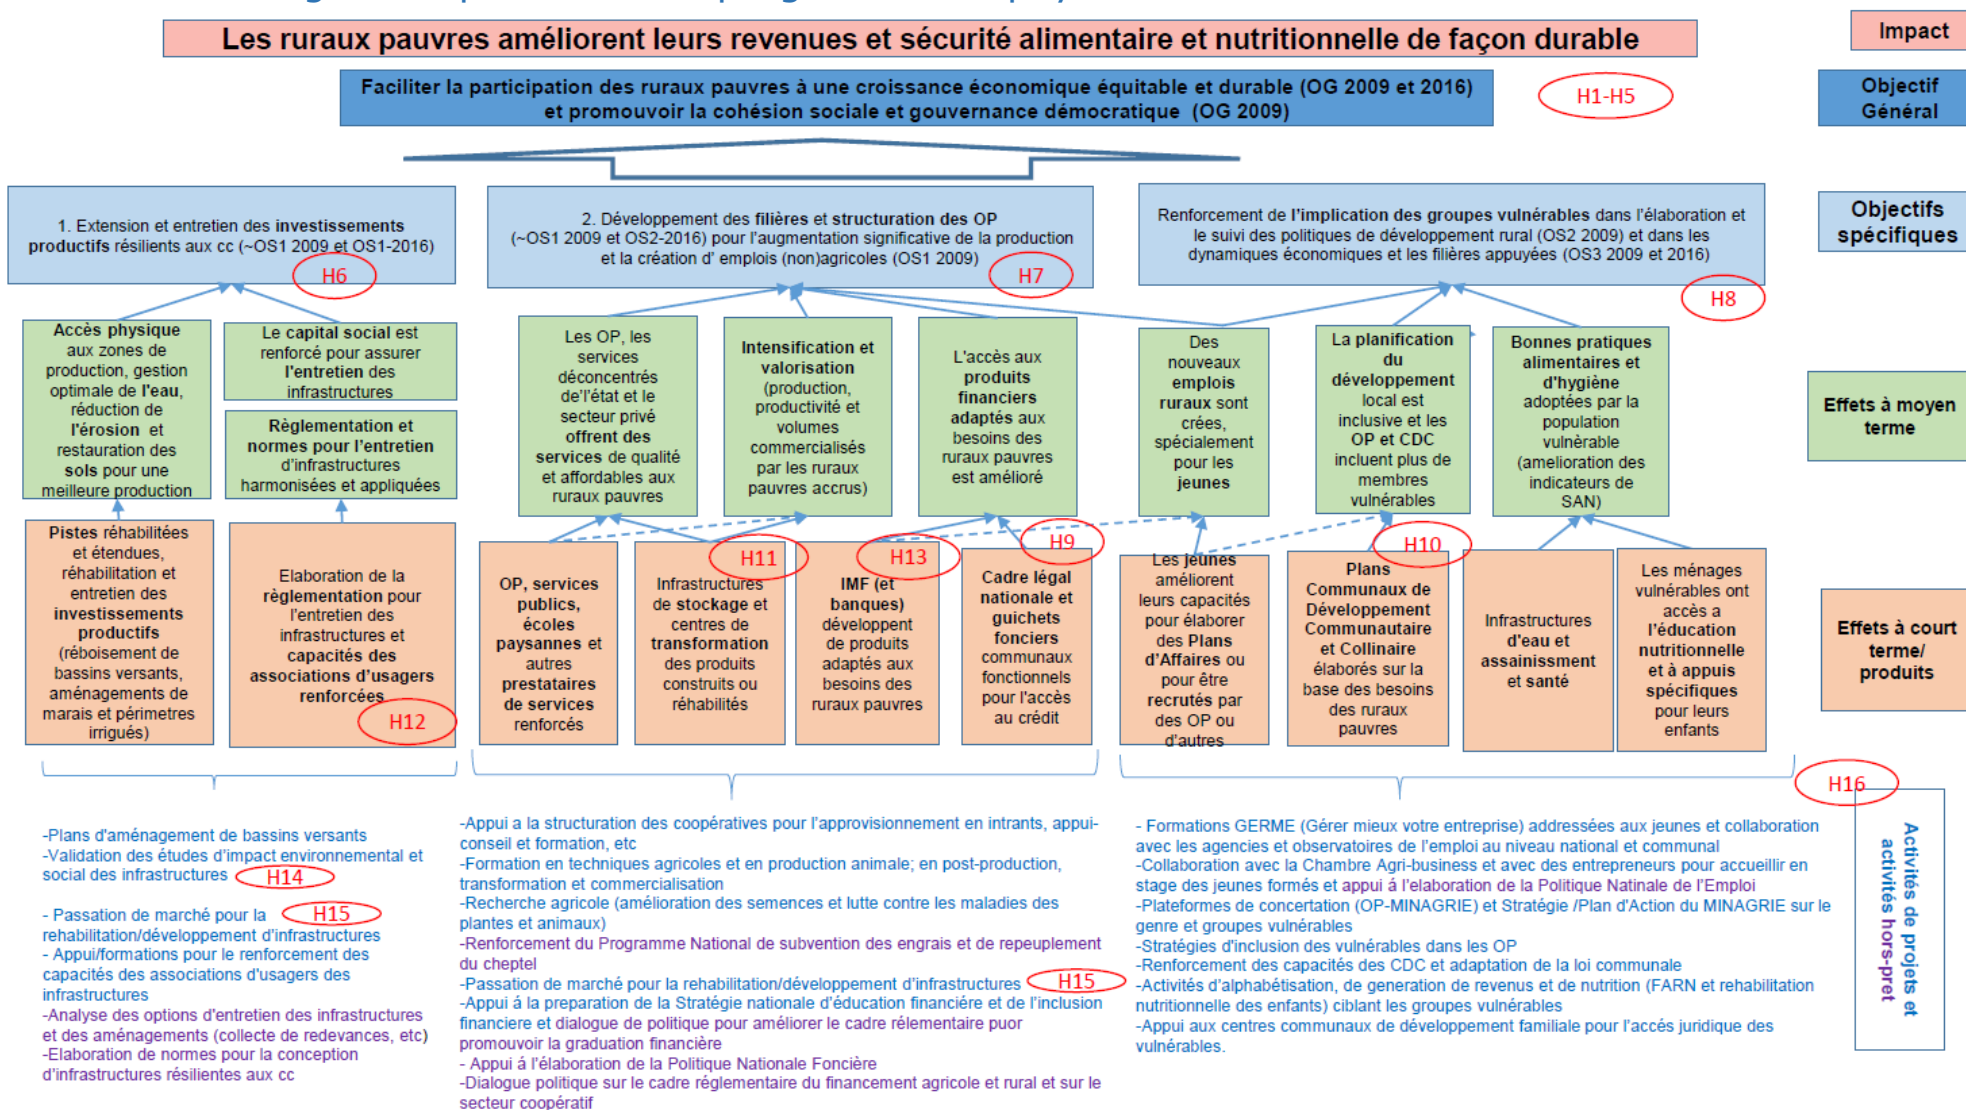 Les ruraux pauvres améliorent leurs revenues et sécurité alimentaire et nutritionnelle de façon durable
Impact
Faciliter la participation des ruraux pauvres à une croissance économique équitable et durable (OG 2009 et 2016)
et promouvoir la cohésion sociale et gouvernance démocratique (OG 2009)
H1-H5
Objectif
Général
1. Extension et entretien des investissements
productifs résilients aux cc (~OS1 2009 et OS1-2016)
H6
2. Développement des filières et structuration des OP
(~OS1 2009 et OS2-2016) pour l'augmentation significative de la production
et la création d' emplois (non)agricoles (OS1 2009)
H7
Renforcement de l'implication des groupes vulnérables dans l'élaboration et
le suivi des politiques de développement rural (OS2 2009) et dans les
dynamiques économiques et les filières appuyées (OS3 2009 et 2016)
H8
Objectifs
spécifiques
Accès physique
aux zones de
production, gestion
optimale de l'eau,
réduction de
l'érosion et
restauration des
sols pour une
meilleure production
Le capital social est
renforcé pour assurer
l'entretien des
infrastructures
Règlementation et
normes pour l'entretien
d'infrastructures
harmonisées et appliquées
Les OP, les
services
déconcentrés
de'l'état et le
secteur privé
offrent des
services de qualité
et affordables aux
ruraux pauvres
Intensification et
valorisation
(production,
productivité et
volumes
commercialisés
par les ruraux
pauvres accrus)
L'accès aux
produits
financiers
adaptés aux
besoins des
ruraux pauvres
est amélioré
Des
nouveaux
emplois
ruraux sont
crées,
spécialement
pour les
jeunes
La planification
du
développement
local est
inclusive et les
OP et CDC
incluent plus de
membres
vulnérables
Bonnes pratiques
alimentaires et
d'hygiène
adoptées par la
population
vulnèrable
(amelioration des
indicateurs de
SAN)
Effets à moyen
terme
Pistes réhabilitées
et étendues,
réhabilitation et
entretien des
investissements
productifs
(réboisement de
bassins versants,
aménagements de
marais et périmetres
irrigués)
Elaboration de la
règlementation pour
l'entretien des
infrastructures et
capacités des
associations d'usagers
renforcées
H12
OP, services
publics,
écoles
paysannes et
autres
prestataires
de services
renforcés
H11
Infrastructures
de stockage et
centres de
transformation
des produits
construits ou
réhabilités
H13
IMF (et
banques)
développent
de produits
adaptés aux
besoins des
ruraux pauvres
H9
Cadre légal
nationale et
guichets
fonciers
communaux
fonctionnels
pour l'accès
au crédit
Les jeunes
améliorent
leurs capacités
pour élaborer
des Plans
d'Affaires ou
pour être
recrutés par
des OP ou
d'autres
H10
Plans
Communaux de
Développement
Communautaire
et Collinaire
élaborés sur la
base des besoins
des ruraux
pauvres
Infrastructures
d'eau et
assainissment
et santé
Les ménages
vulnérables ont
accès a
l'éducation
nutritionnelle
et à appuis
spécifiques
pour leurs
enfants
Effets à court
terme/
produits
H16
-Plans d'aménagement de bassins versants
-Validation des études d'impact environnemental et
social des infrastructures
H14
- Passation de marché pour la
H15
rehabilitation/développement d'infrastructures
- Appui/formations pour le renforcement des
capacités des associations d'usagers des
infrastructures
-Analyse des options d'entretien des infrastructures
et des aménagements (collecte de redevances, etc)
-Elaboration de normes pour la conception
d'infrastructures résilientes aux cc
-Appui a la structuration des coopératives pour l'approvisionnement en intrants, appui-
conseil et formation, etc
-Formation en techniques agricoles et en production animale; en post-production,
transformation et commercialisation
-Recherche agricole (amélioration des semences et lutte contre les maladies des
plantes et animaux)
-Renforcement du Programme National de subvention des engrais et de repeuplement
du cheptel
-Passation de marché pour la rehabilitation/développement d'infrastructures
H15
-Appui á la preparation de la Stratégie nationale d'éducation financiére et de l'inclusion
financiere et dialogue de politique pour améliorer le cadre rélementaire puor
promouvoir la graduation financière
- Appui á l'élaboration de la Politique Nationale Foncière
-Dialogue politique sur le cadre réglementaire du financement agricole et rural et sur le
secteur coopératif
- Formations GERME (Gérer mieux votre entreprise) addressées aux jeunes et collaboration
avec les agencies et observatoires de l'emploi au niveau national et communal
-Collaboration avec la Chambre Agri-business et avec des entrepreneurs pour accueillir en
stage des jeunes formés et appui á l'elaboration de la Politique Natinale de l'Emploi
-Plateformes de concertation (OP-MINAGRIE) et Stratégie /Plan d'Action du MINAGRIE sur le
genre et groupes vulnérables
-Stratégies d'inclusion des vulnérables dans les OP
-Renforcement des capacités des CDC et adaptation de la loi communale
-Activités d'alphabétisation, de generation de revenus et de nutrition (FARN et rehabilitation
nutritionnelle des enfants) ciblant les groupes vulnérables
-Appui aux centres communaux de développement familiale pour l'accés juridique des
vulnérables.
Activités de projets et
activités hors-pret